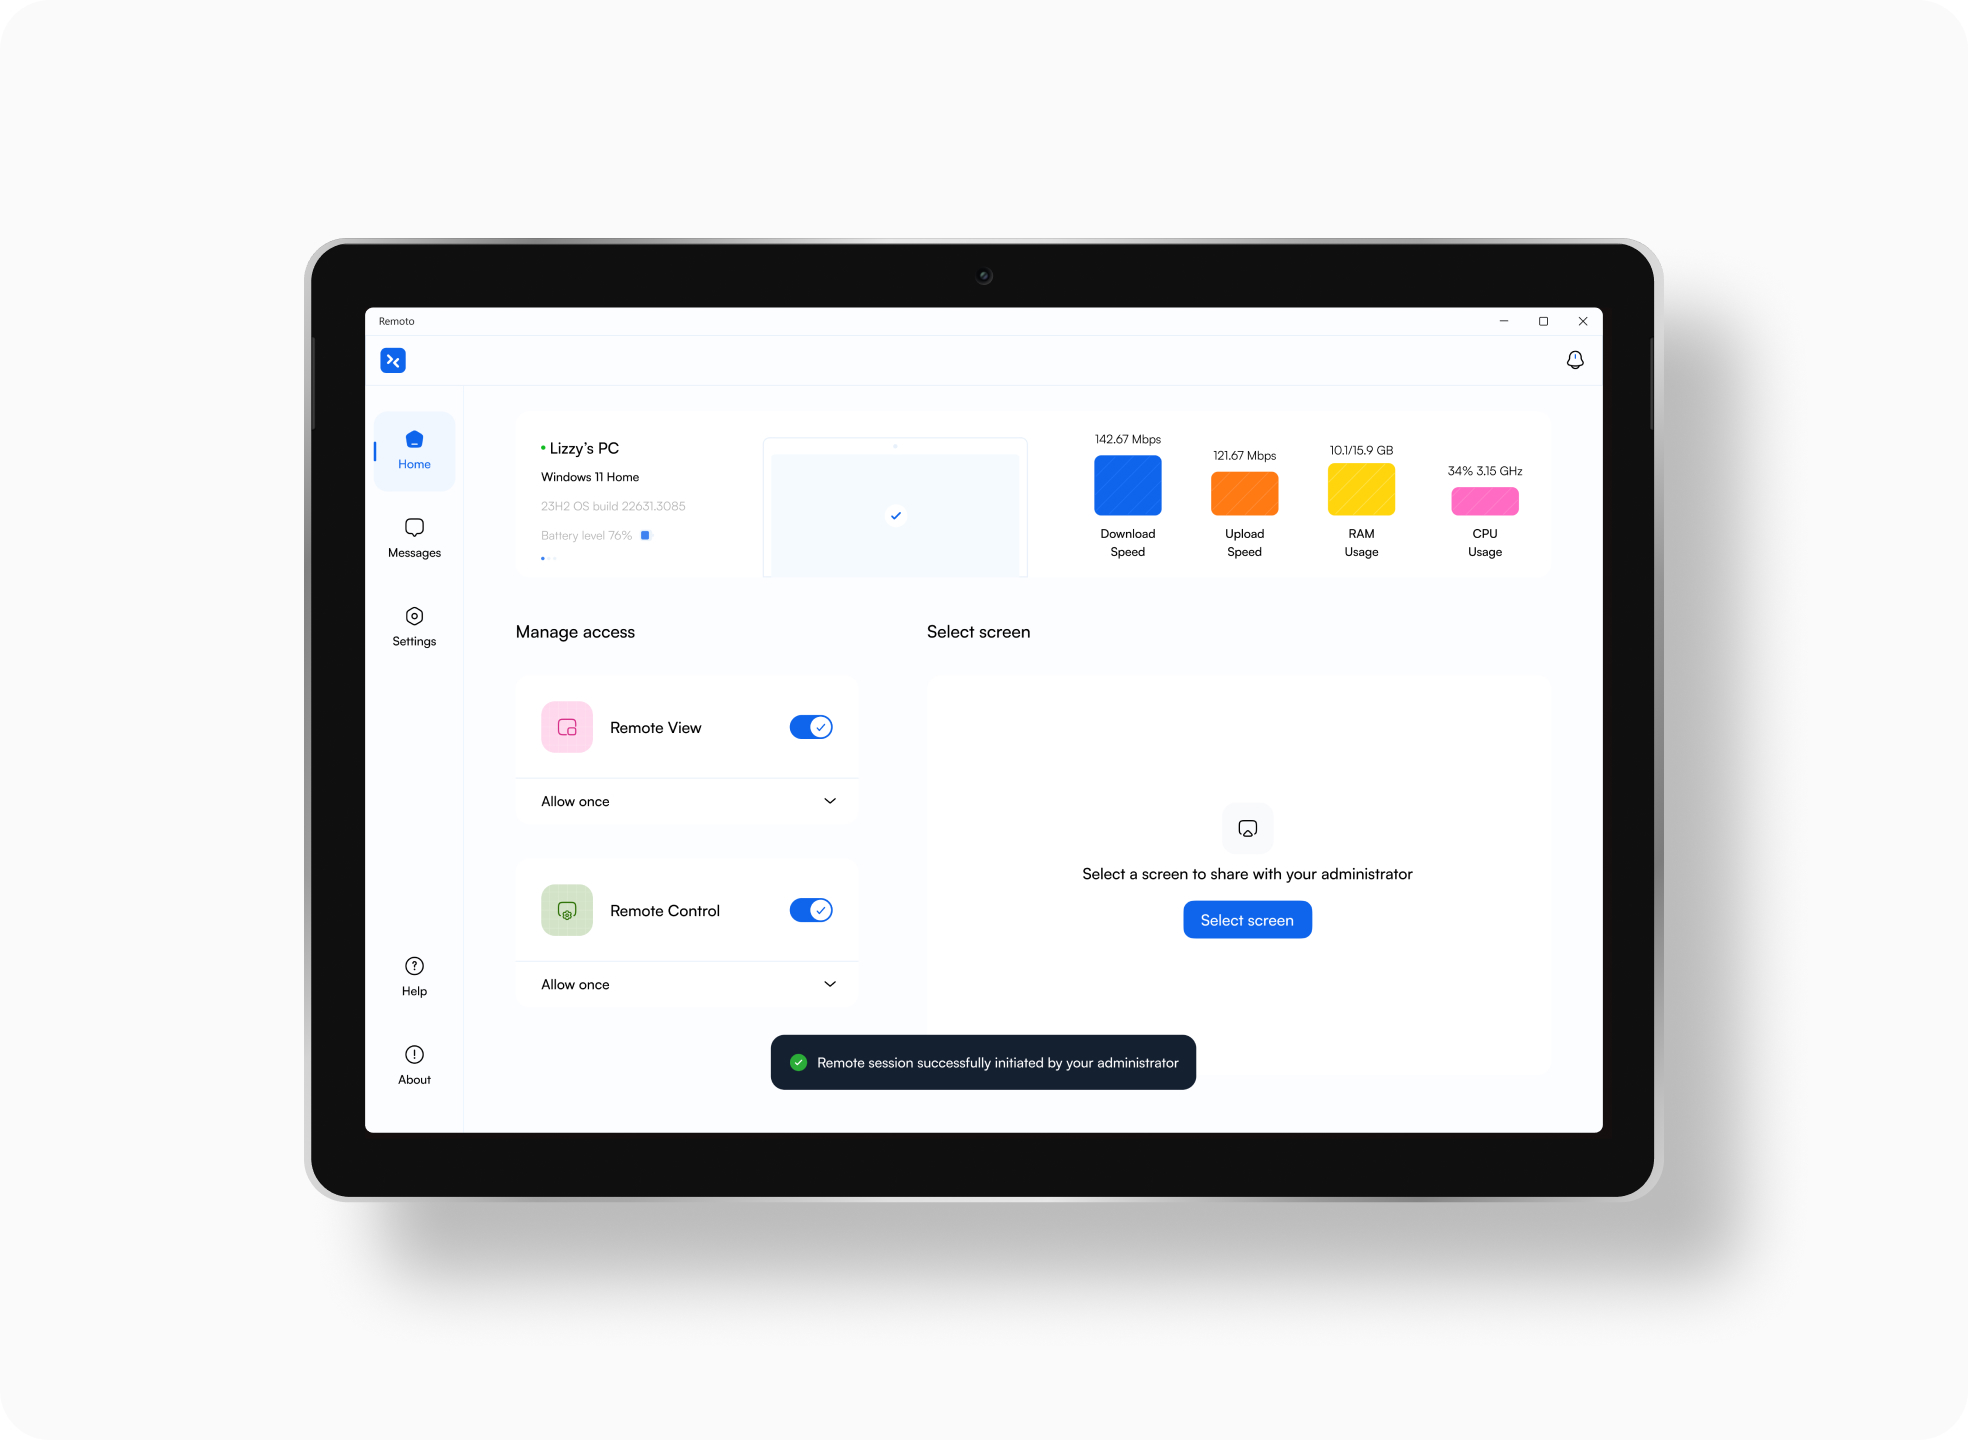 Remoto
Home
Messages
Settings
Help
About
Lizzy’s PC
Windows 11 Home
23H2 OS build 22631.3085
Battery level 76%
142.67 Mbps
Download
Speed
121.67 Mbps
Upload
Speed
10.1/15.9 GB
RAM
Usage
34% 3.15 GHz
CPU
Usage
Manage access
Remote View
Allow once
Remote Control
Allow once
Select screen
Select a screen to share with your administrator
Select screen
Remote session successfully initiated by your administrator